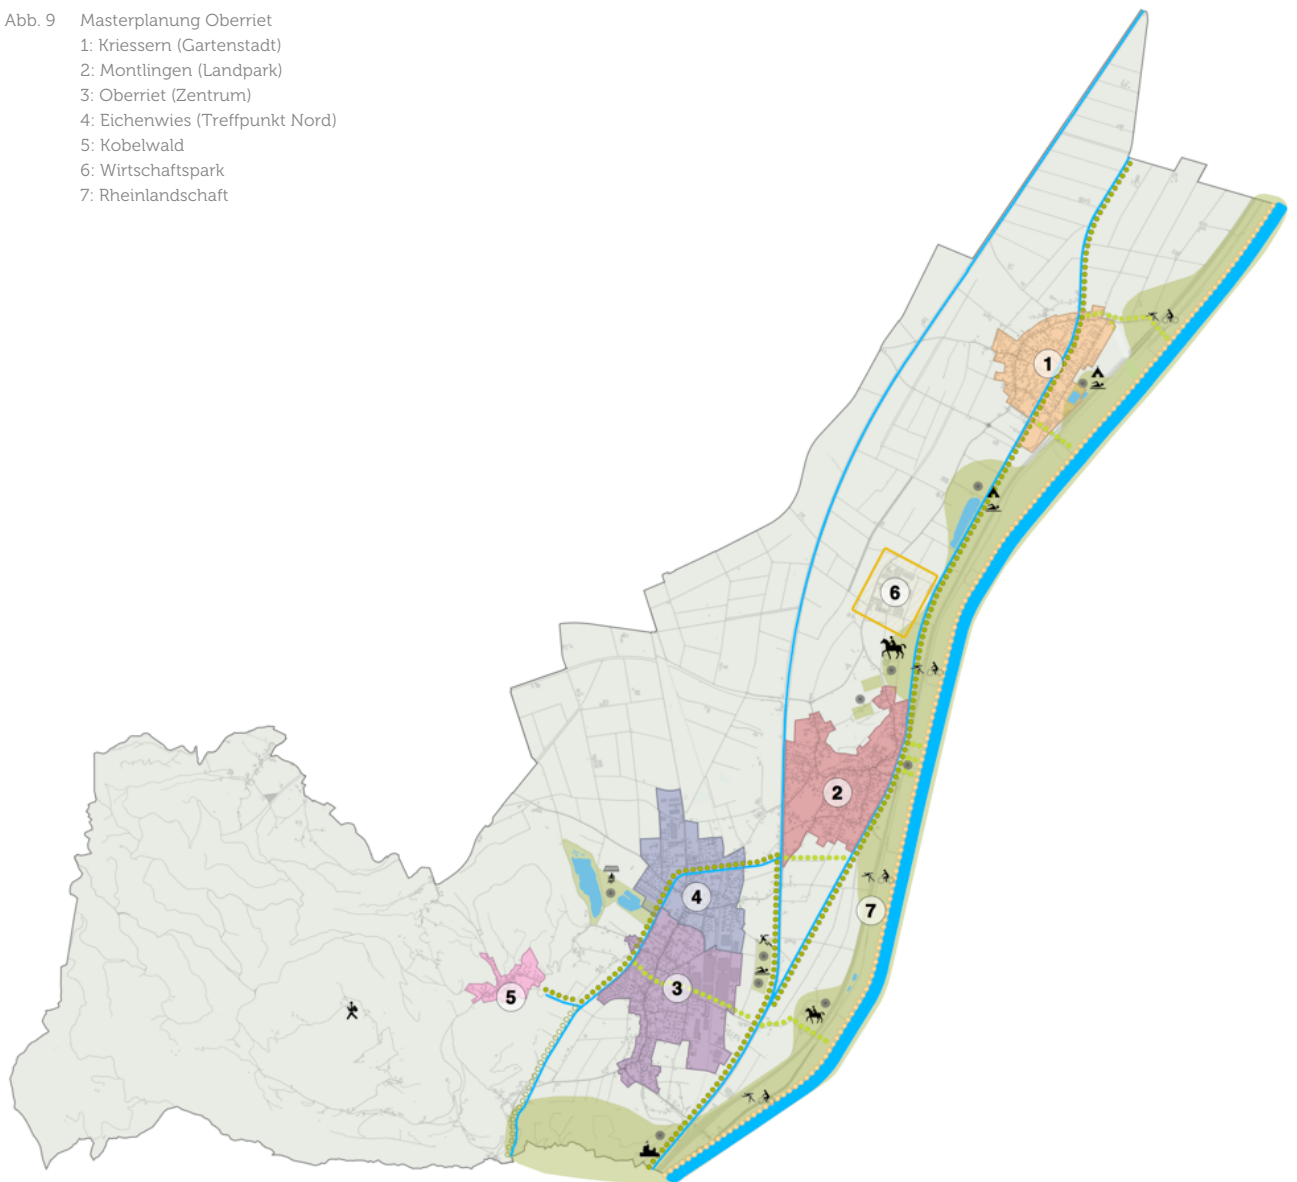 Abb. 9 Masterplanung Oberriet
1: Kriessern (Gartenstadt)
2: Montlingen (Landpark)
3: Oberriet (Zentrum)
4: Eichenwies (Treffpunkt Nord)
5: Kobelwald
6: Wirtschaftspark
7: Rheinlandschaft
1
6
2
4
7
3
5